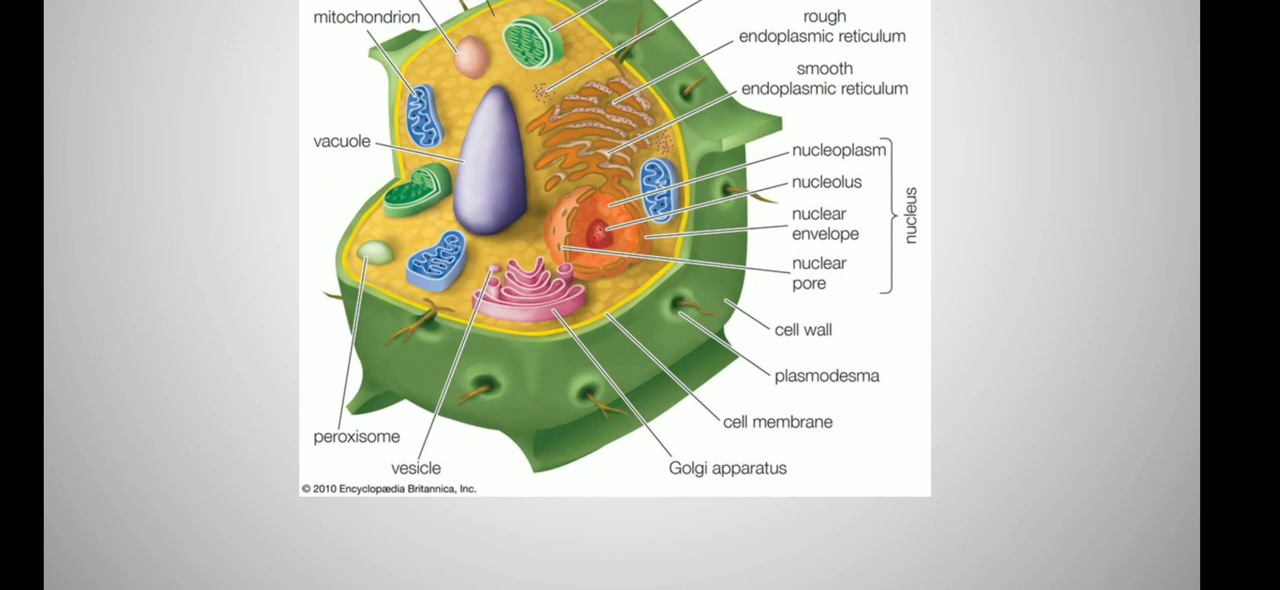 mitochondrion
rough
endoplasmic reticulum
smooth
endoplasmic reticulum
vacuole
nucleoplasm
nucleolus
nuclear
envelope
nuclear
pore
nucleus
cell wall
plasmodesma
cell membrane
peroxisome
vesicle
Golgi apparatus
© 2010 Encyclopædia Britannica, Inc.